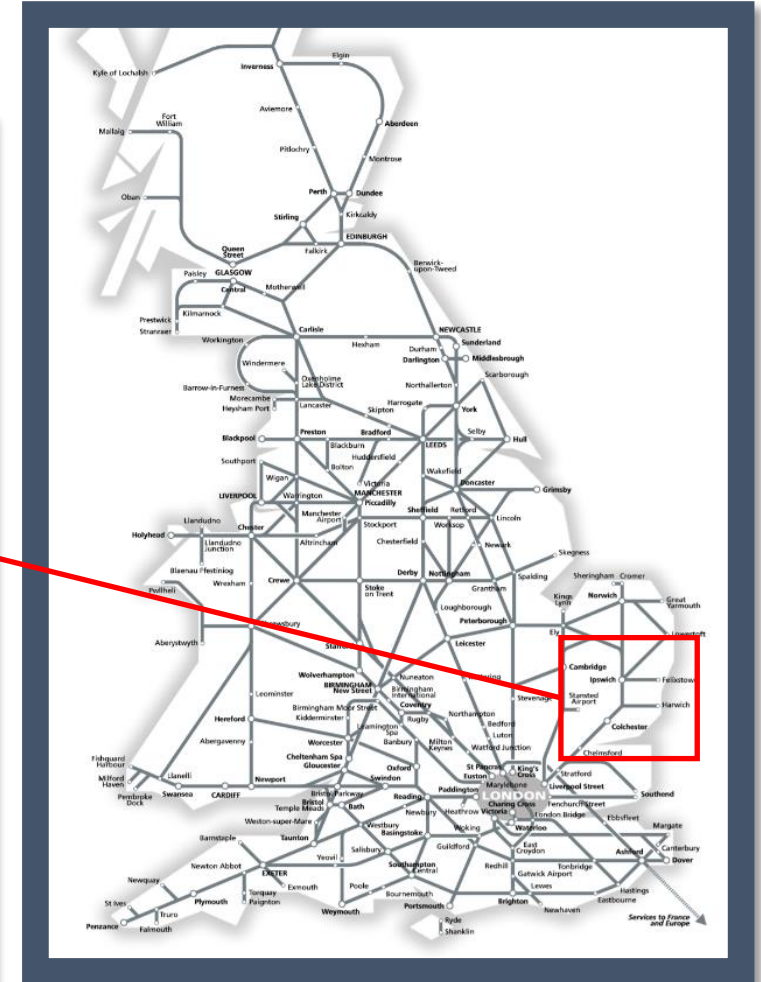 Elgin
Inverness
Kyle of Lochalsh
Aviemore
Fort
William
Mallaig
Aberdeen
Pitlochry
Montrose
Perth
Dundee
Oban
Kirkcaldy
Stirling
EDINBURGH
Queen
Street
Falkirk
Berwick-
upon-Tweed
Paisley
GLASGOW
Central
Motherwell
Prestwick
Kilmarnock
Stranraer
Carlisle
NEWCASTLE
Workington
Hexham
Sunderland
Durham
Darlington
Middlesbrough
Windermere
Oxenholme
Lake District
Northallerton
Scarborough
Barrow-in-Furness
Morecambe
Heysham Port
Lancaster
Harrogate
Skipton
York
Blackpool
Preston
Bradford
Selby
Hull
Blackburn
LEEDS
Huddersfield
Southport
Bolton
Wigan
Victoria
Wakefield
MANCHESTER
Piccadilly
Doncaster
Grimsby
LIVERPOOL
Warrington
Manchester
Airport
Sheffield
Retford
Lincoln
Llandudno
Chester
Stockport
Worksop
Holyhead
Llandudno
Junction
Altrincham
Chesterfield
Newark
Blaenau Ffestiniog
Skegness
Wrexham
Crewe
Stoke
on Trent
Derby
Nottingham
Grantham
Spalding
Sheringham
Cromer
Pwllheli
Kings
Lynn
Norwich
Great
Yarmouth
Loughborough
Peterborough
Ely
Lowestoft
Aberystwyth
Leicester
Cambridge
Wolverhampton
Nuneaton
Ipswich
Felixstowe
BIRMINGHAM
New Street
Birmingham
International
Stansted
Airport
Leominster
Coventry
Stevenage
Harwich
Birmingham Moor Street
Kidderminster
Rugby
Northampton
Bedford
Hereford
Leamington
Spa
Colchester
Abergavenny
Worcester
Banbury
Milton
Keynes
Luton
Watford Junction
Chelmsford
Cheltenham Spa
Gloucester
Fishguard
Harbour
Oxford
St Pancras
King's
Cross
Euston
Stratford
Milford
Haven
Llanelli
Newport
Swindon
Marylebone
Liverpool Street
Pembroke
Dock
Swansea
CARDIFF
Bristol Parkway
Reading
Paddington
LONDON
Southend
Bristol
Temple Meads
Bath
Newbury
Heathrow
Victoria
Charing Cross
Fenchurch Street
London Bridge
Ebbsfleet
Weston-super-Mare
Westbury
Basingstoke
Woking
Waterloo
Margate
Barnstaple
Taunton
Guildford
East
Croydon
Canterbury
Yeovil
Salisbury
Southampton
Central
Redhill
Tonbridge
Ashford
Dover
Newton Abbot
EXETER
Gatwick Airport
Newquay
Exmouth
Poole
Lewes
Hastings
St Ives
Torquay
Paignton
Bournemouth
Eastbourne
Plymouth
Weymouth
Portsmouth
Brighton
Newhaven
Truro
Penzance
Falmouth
Ryde
Shanklin
Services to France
and Europe